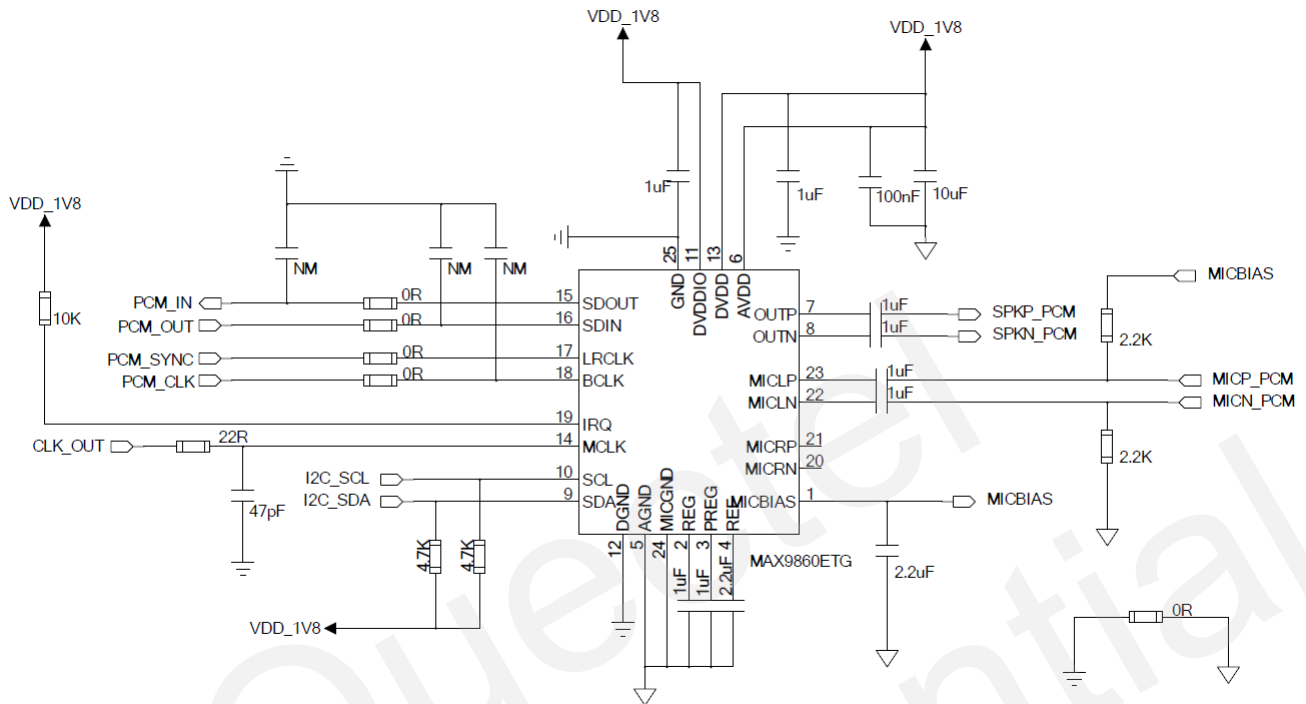 VDD_1V8
VDD_1V8
1uF
1uF
100nF
10uF
VDD_1V8
NM
NM
NM
10K
25
11
13
6
GND
DVDDIO
DVDD
AVDD
MICBIAS
PCM_IN
0R
15
SDOUT
OUTP
7
1uF
SPKP_PCM
PCM_OUT
0R
16
SDIN
OUTN
8
1uF
SPKN_PCM
2.2K
PCM_SYNC
0R
17
LRCLK
PCM_CLK
0R
18
BCLK
MICLP
23
1uF
MICP_PCM
MICLN
22
1uF
MICN_PCM
19
IRQ
CLK_OUT
22R
14
MCLK
MICRP
21
MICRN
20
2.2K
I2C_SCL
10
SCL
I2C_SDA
9
SDA
MICBIAS
1
MICBIAS
47pF
DGND
AGND
MICGND
REG
PREG
REF
12
5
24
2
3
4
MAX9860ETG
4.7K
4.7K
1uF
1uF
2.2uF
2.2uF
0R
VDD_1V8
Quectel